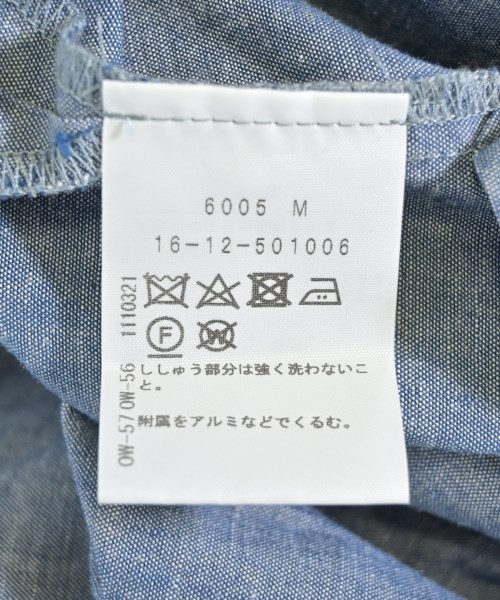 6005 M
16-12-501006
F
W
ししゅう部分は強く洗わないこ
と。
附属をアルミなどでくるむ。
OW-57 OW-56 1110321